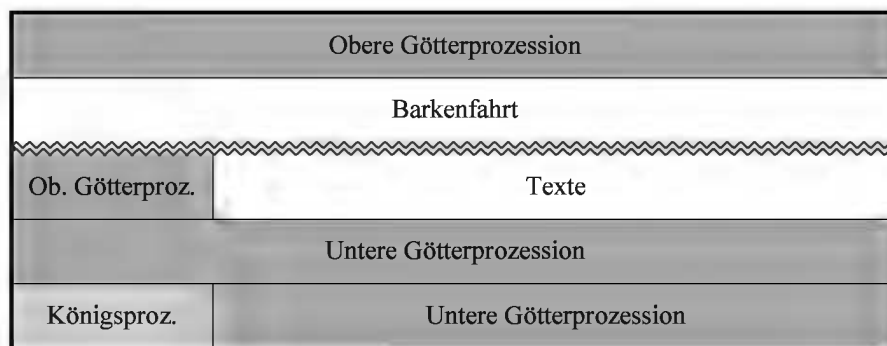 Obere Götterprozession
Barkenfahrt
Ob. Götterproz. Texte
Untere Götterprozession
Königsproz. Untere Götterprozession